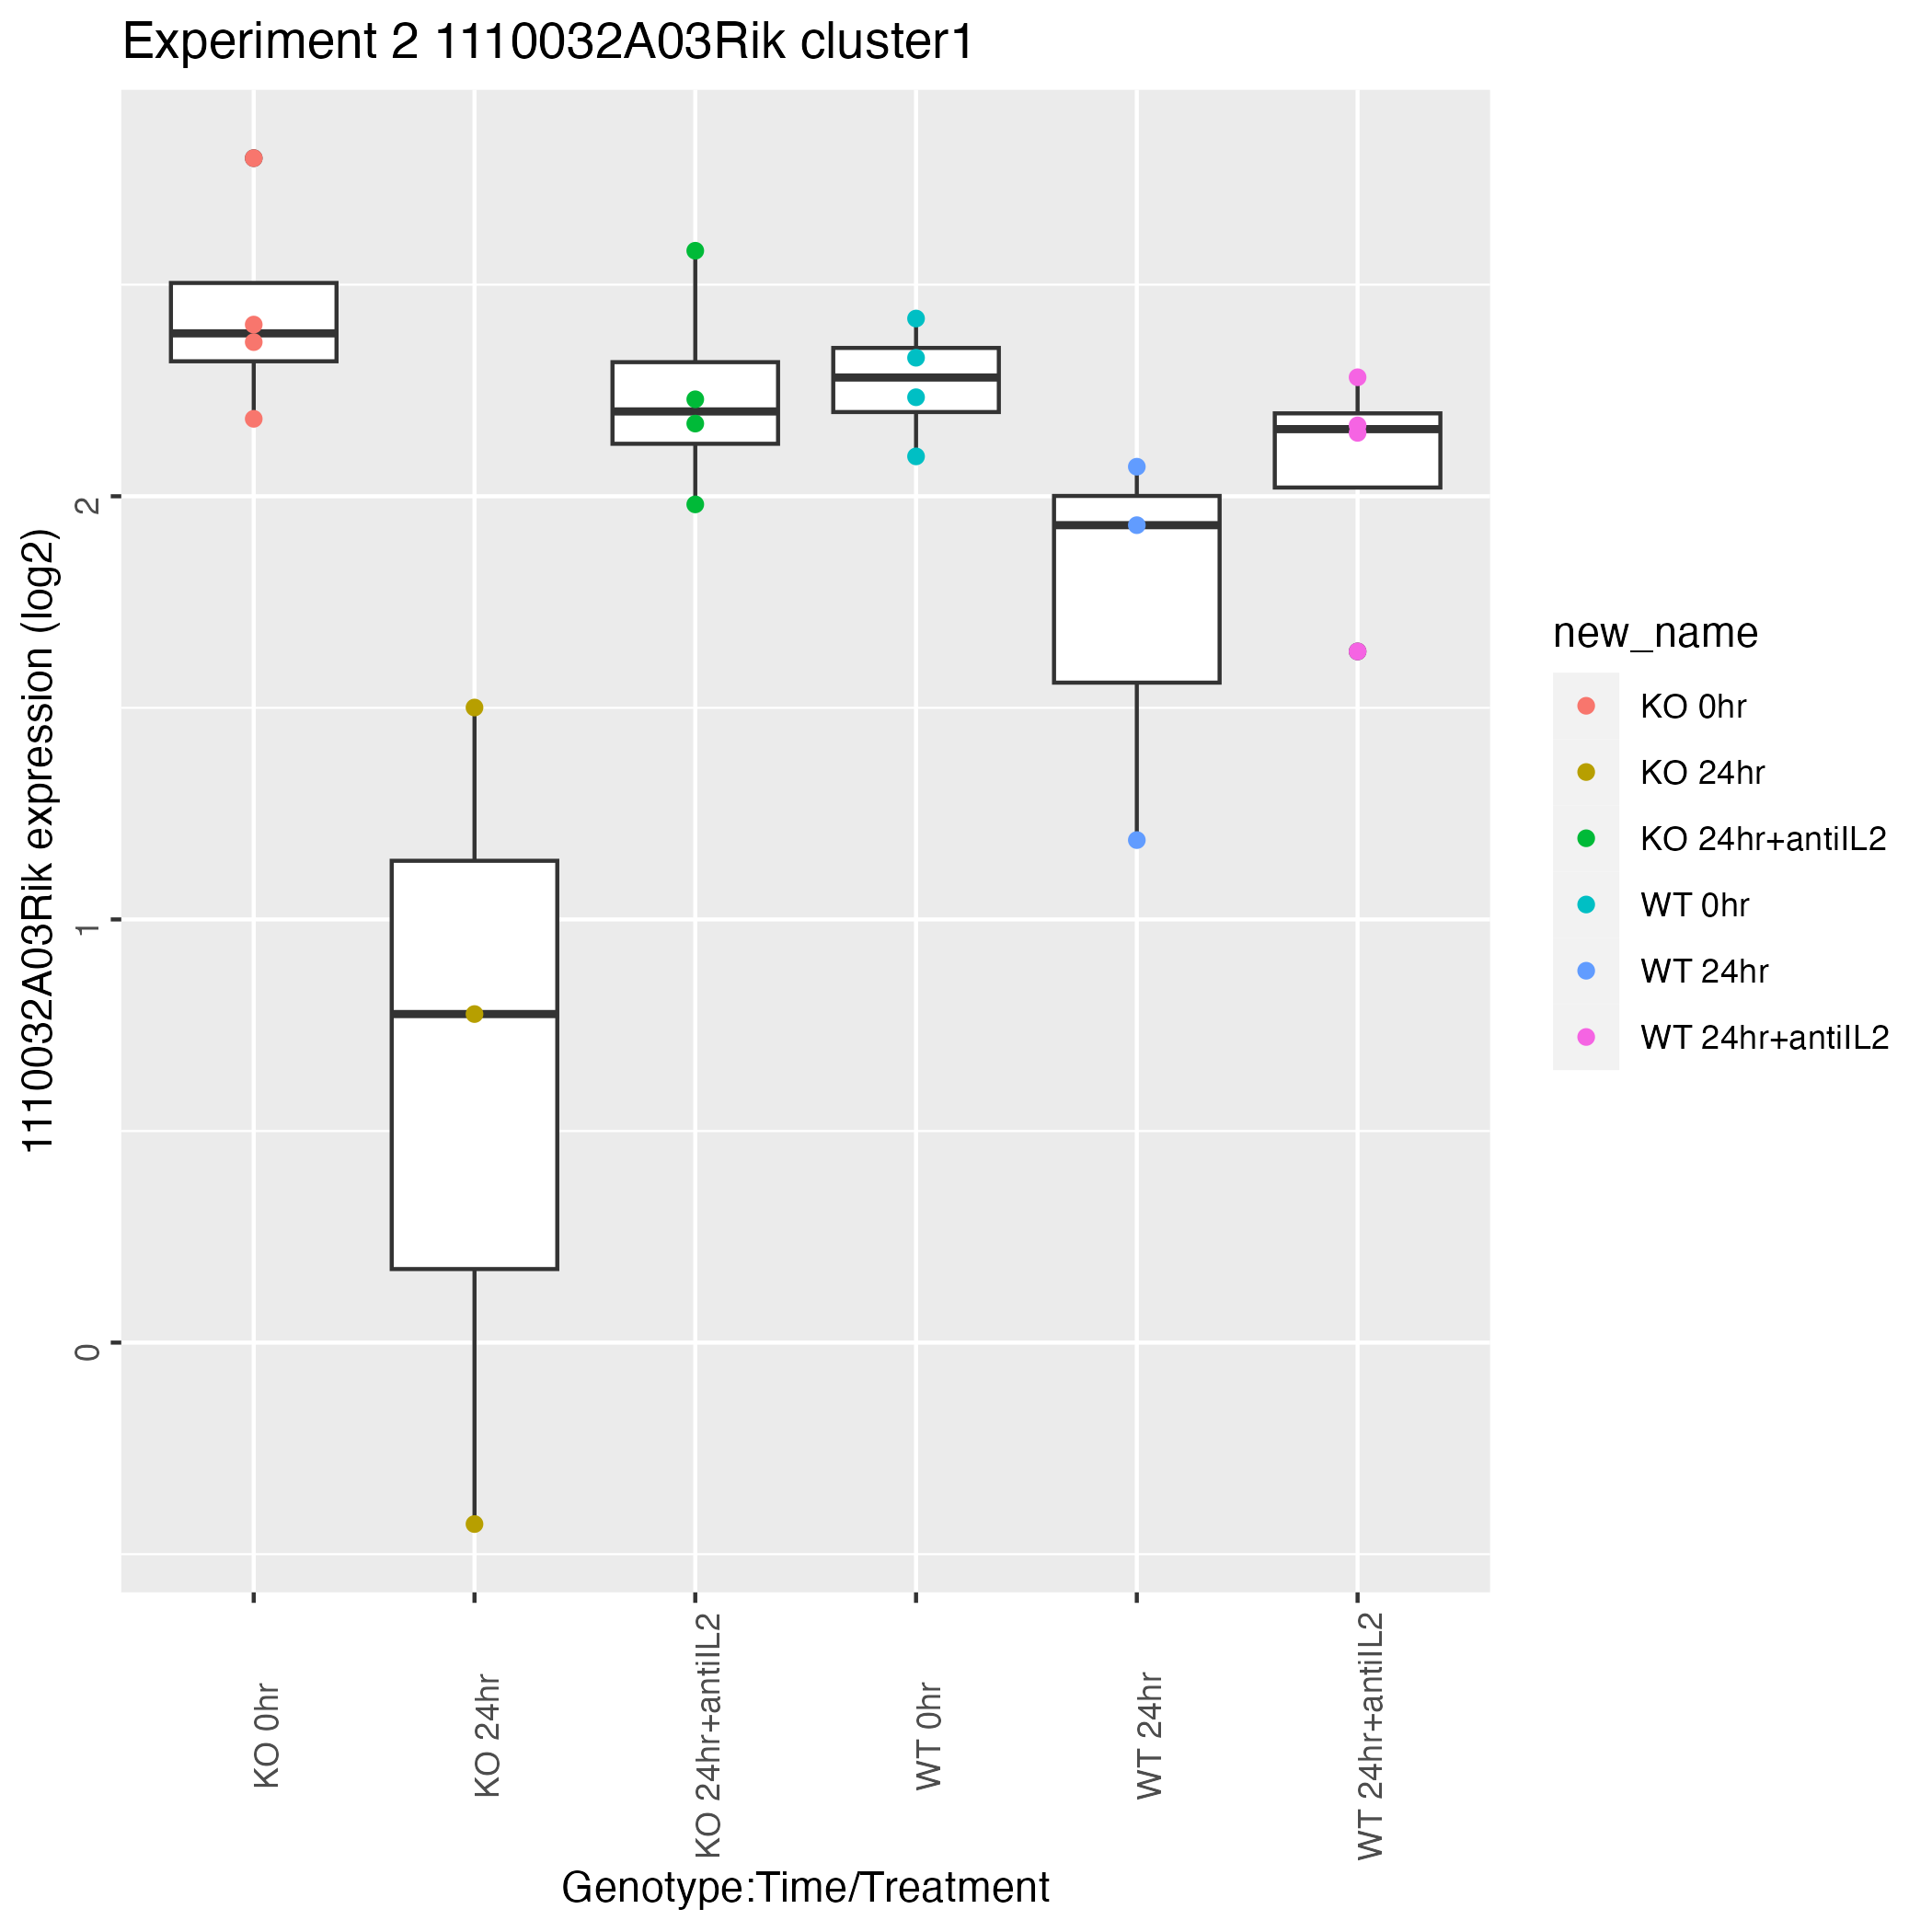 Experiment 2 1110032A03Rik cluster1
1110032A03Rik expression (log2)
2
1
0
KO 0hr
KO 24hr
KO 24hr+antiIL2
WT 0hr
WT 24hr
WT 24hr+antiIL2
Genotype:Time/Treatment
new_name
KO 0hr
KO 24hr
KO 24hr+antiIL2
WT 0hr
WT 24hr
WT 24hr+antiIL2